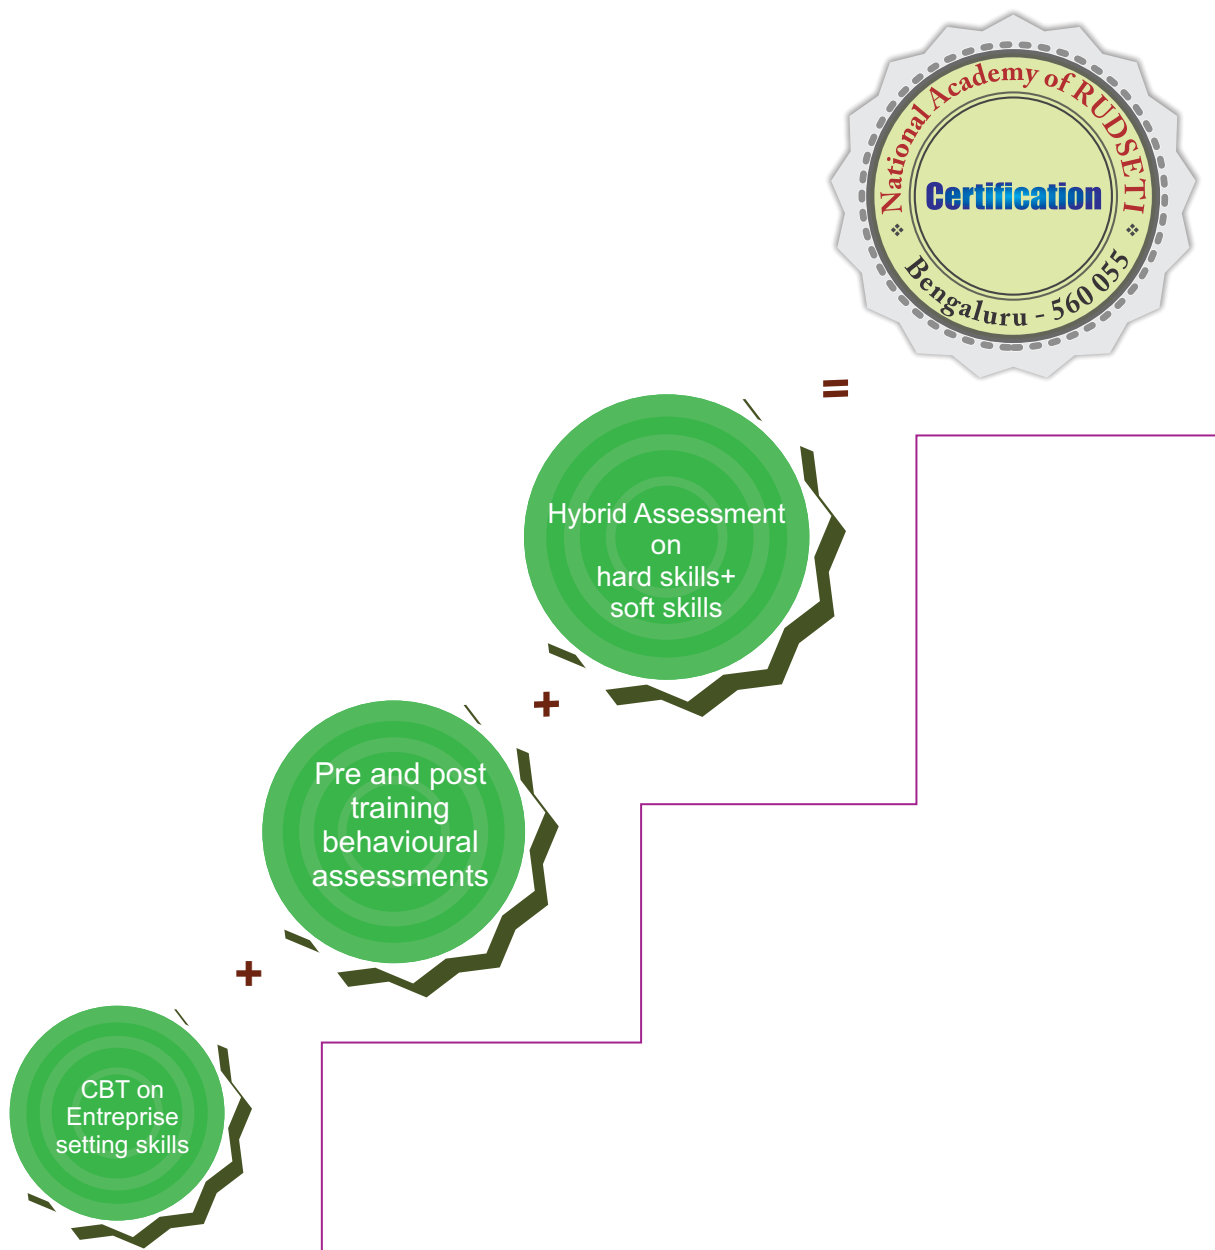 National Academy of RUDSETI
Certification
Bengaluru - 560 055
=
Hybrid Assessment
on
hard skills+
soft skills
+
Pre and post
training
behavioural
assessments
+
CBT on
Entreprise
setting skills